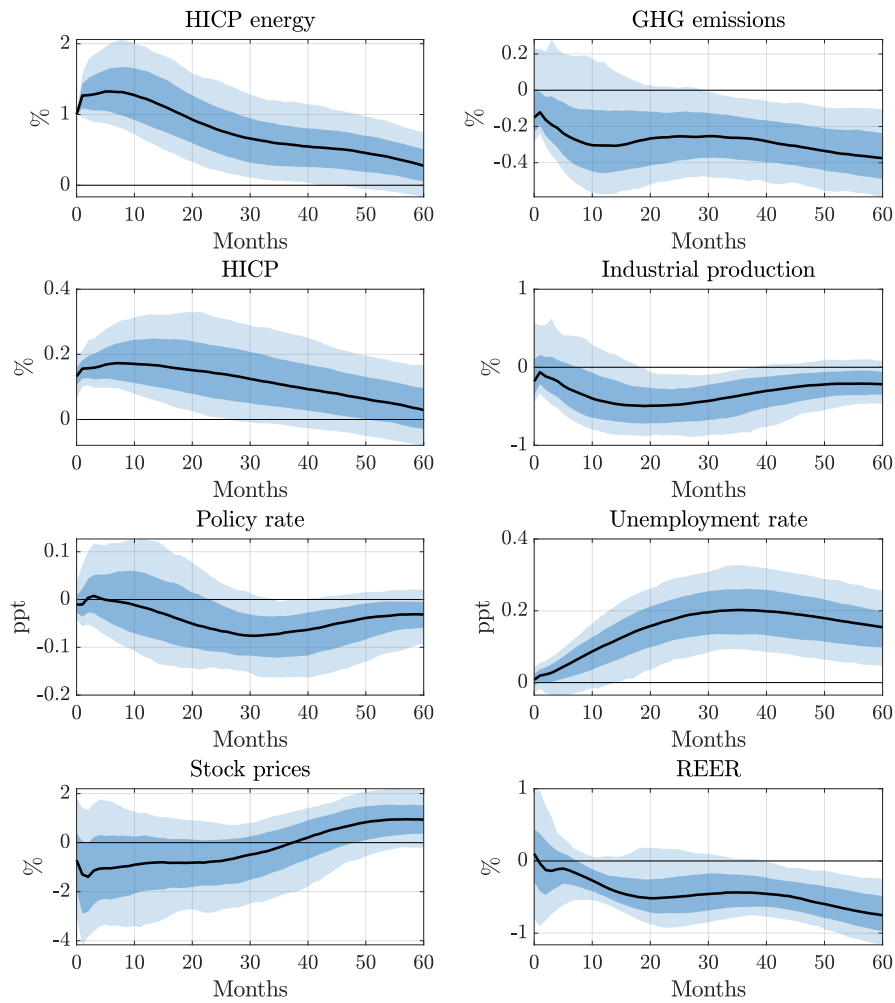 HICP energy
2
1
0
%
0 10 20 30 40 50 60
Months
GHG emissions
0.2
0
-0.2
-0.4
%
0 10 20 30 40 50 60
Months
HICP
0.4
0.2
0
%
0 10 20 30 40 50 60
Months
Industrial production
1
0
-1
%
0 10 20 30 40 50 60
Months
Policy rate
0.1
0
-0.1
-0.2
ppt
0 10 20 30 40 50 60
Months
Unemployment rate
0.4
0.2
0
ppt
0 10 20 30 40 50 60
Months
Stock prices
2
0
-2
-4
%
0 10 20 30 40 50 60
Months
REER
1
0
-1
%
0 10 20 30 40 50 60
Months